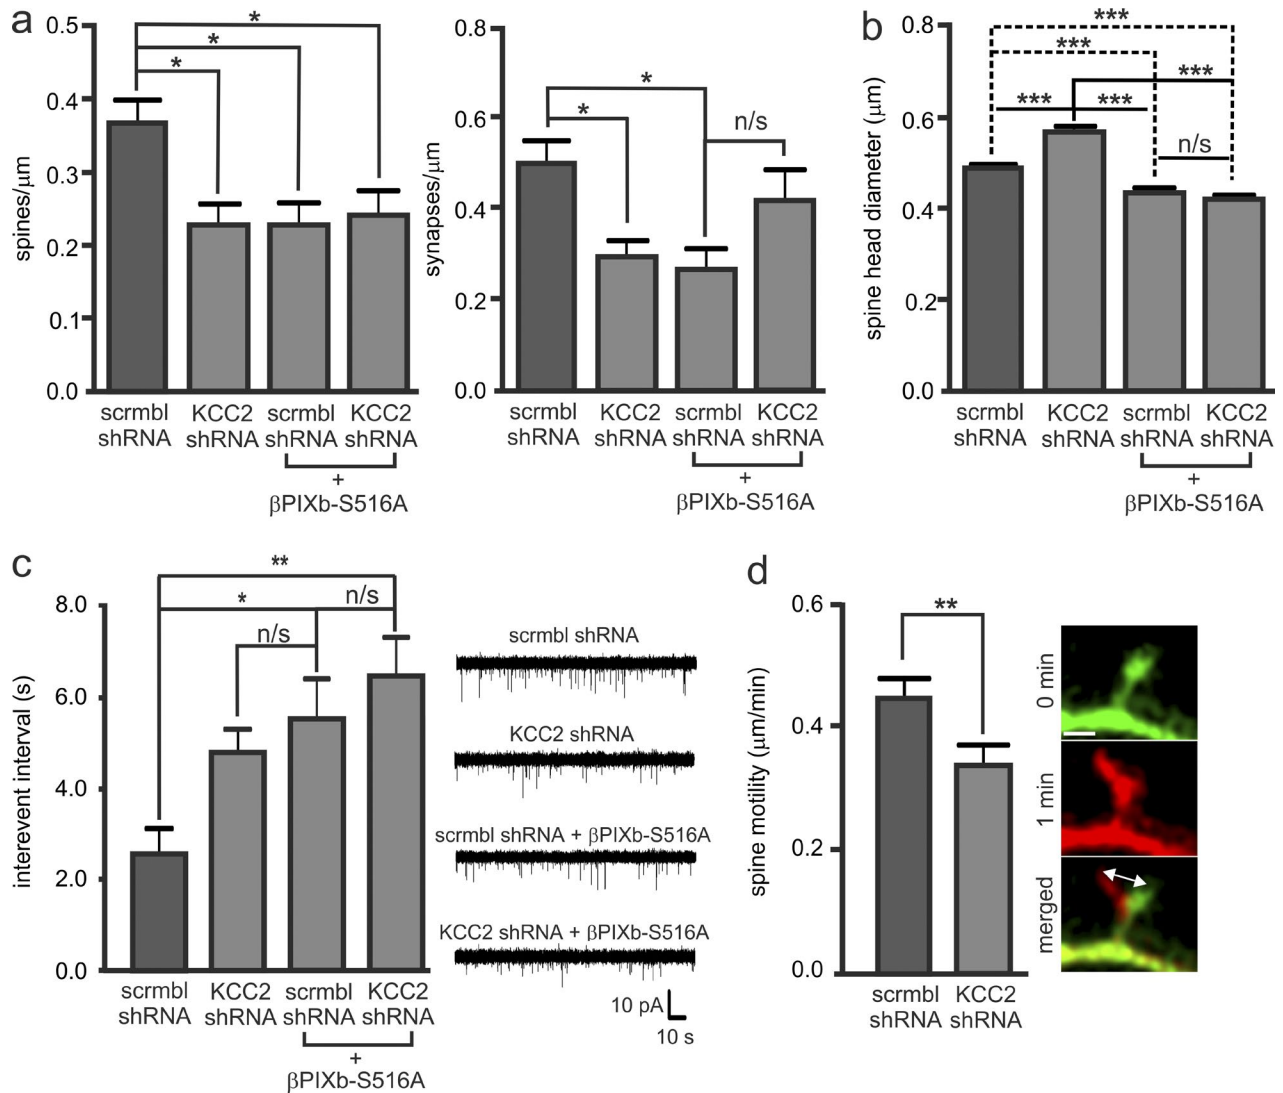 a
0.5
0.4
0.3
0.2
0.1
0.0
spines/μm
*
*
*
scrmbl
shRNA
KCC2
shRNA
scrmbl
shRNA
KCC2
shRNA
+
βPIXb-S516A
0.8
0.6
0.4
0.2
0.0
synapses/μm
*
*
n/s
scrmbl
shRNA
KCC2
shRNA
scrmbl
shRNA
KCC2
shRNA
+
βPIXb-S516A
b
0.8
0.6
0.4
0.2
0.0
spine head diameter (μm)
***
***
***
***
***
n/s
scrmbl
shRNA
KCC2
shRNA
scrmbl
shRNA
KCC2
shRNA
+
βPIXb-S516A
c
8.0
6.0
4.0
2.0
0.0
interevent interval (s)
**
*
n/s
n/s
scrmbl
shRNA
KCC2
shRNA
scrmbl
shRNA
KCC2
shRNA
+
βPIXb-S516A
scrmbl shRNA
KCC2 shRNA
scrmbl shRNA + βPIXb-S516A
KCC2 shRNA + βPIXb-S516A
10 pA
10 s
d
0.6
0.4
0.2
0.0
spine motility (μm/min)
**
scrmbl
shRNA
KCC2
shRNA
0 min
1 min
merged